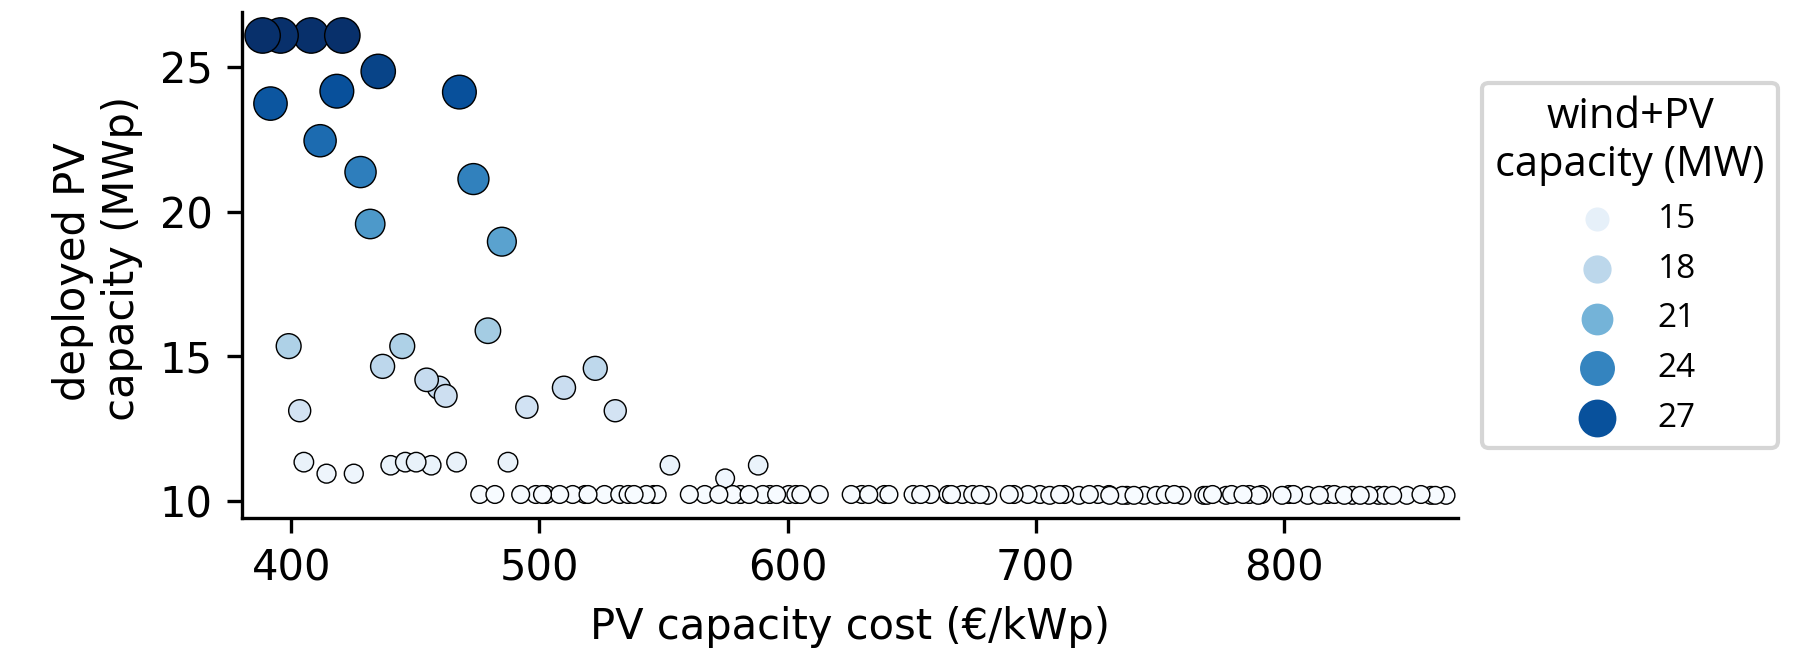 25
20
15
10
deployed PV
capacity (MWp)
400 500 600 700 800
PV capacity cost (€/kWp)
wind+PV
capacity (MW)
15
18
21
24
27